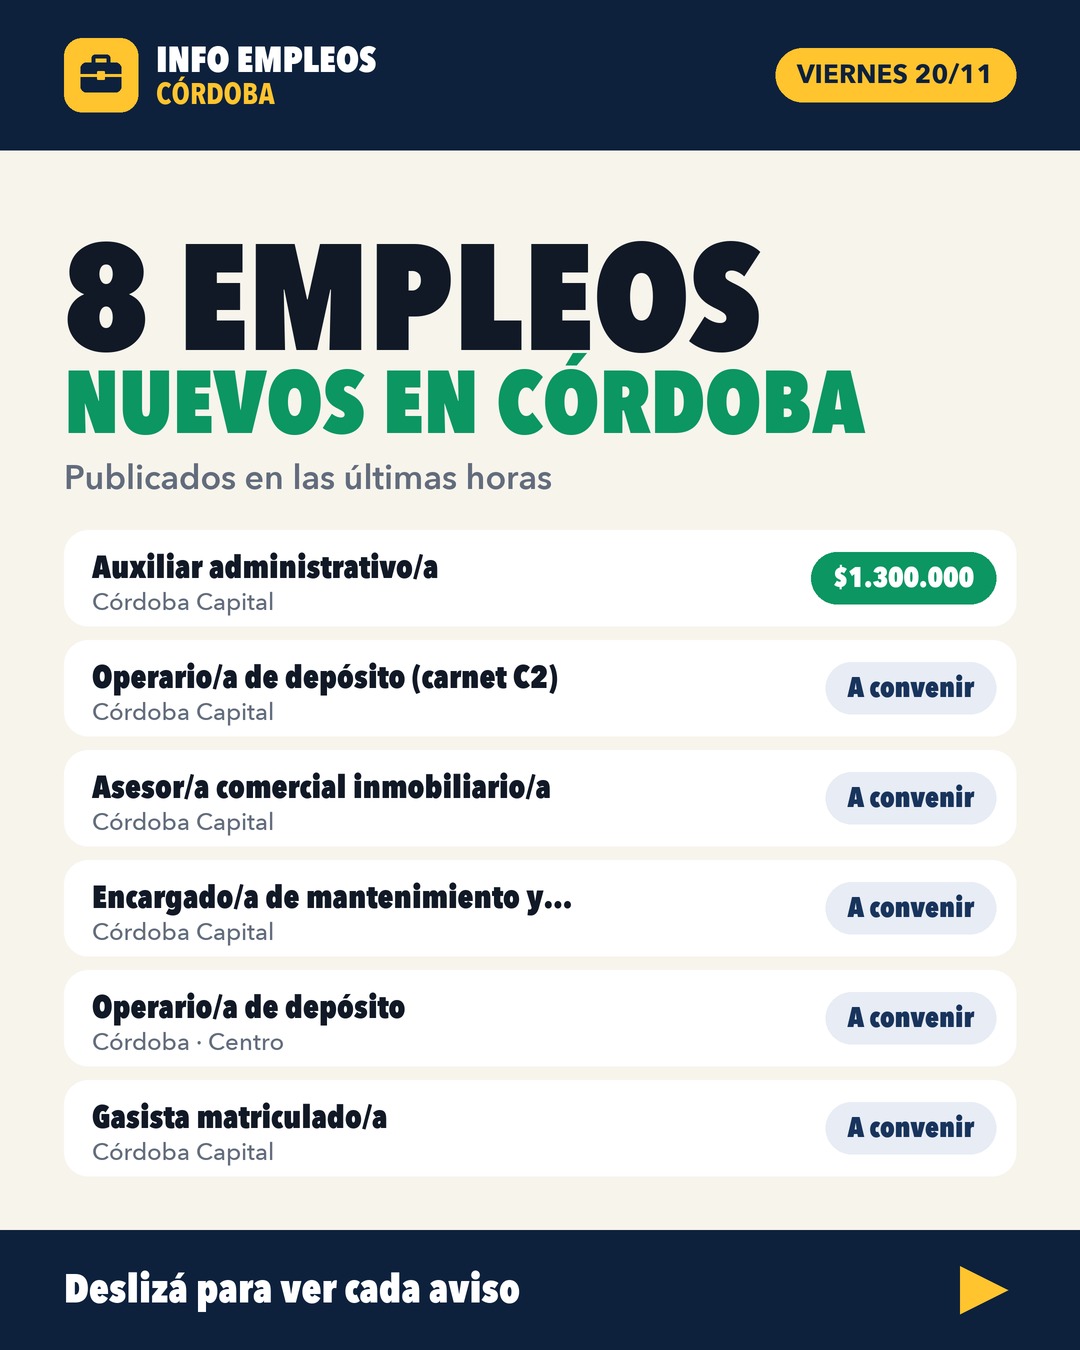 INFO EMPLEOS
CÓRDOBA
VIERNES 20/11
8 EMPLEOS
NUEVOS EN CÓRDOBA
Publicados en las últimas horas
Auxiliar administrativo/a
Córdoba Capital
$1.300.000
Operario/a de depósito (carnet C2)
Córdoba Capital
A convenir
Asesor/a comercial inmobiliario/a
Córdoba Capital
A convenir
Encargado/a de mantenimiento y...
Córdoba Capital
A convenir
Operario/a de depósito
Córdoba · Centro
A convenir
Gasista matriculado/a
Córdoba Capital
A convenir
Deslizá para ver cada aviso